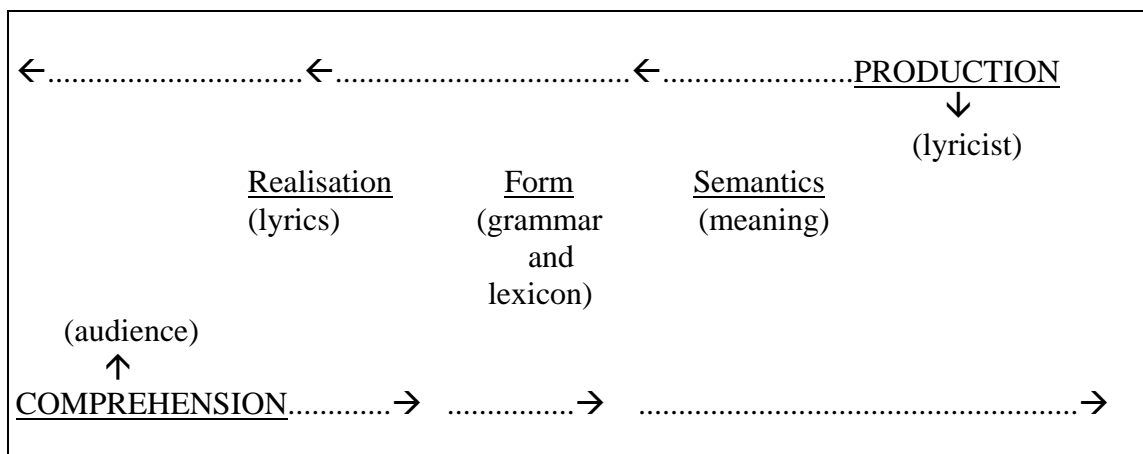 ←.............................←..................................←........................PRODUCTION
↓
(lyricist)
Realisation Form Semantics
(lyrics) (grammar (meaning)
and
lexicon)
(audience)
↑
COMPREHENSION.............→ ...............→ ........................................................→